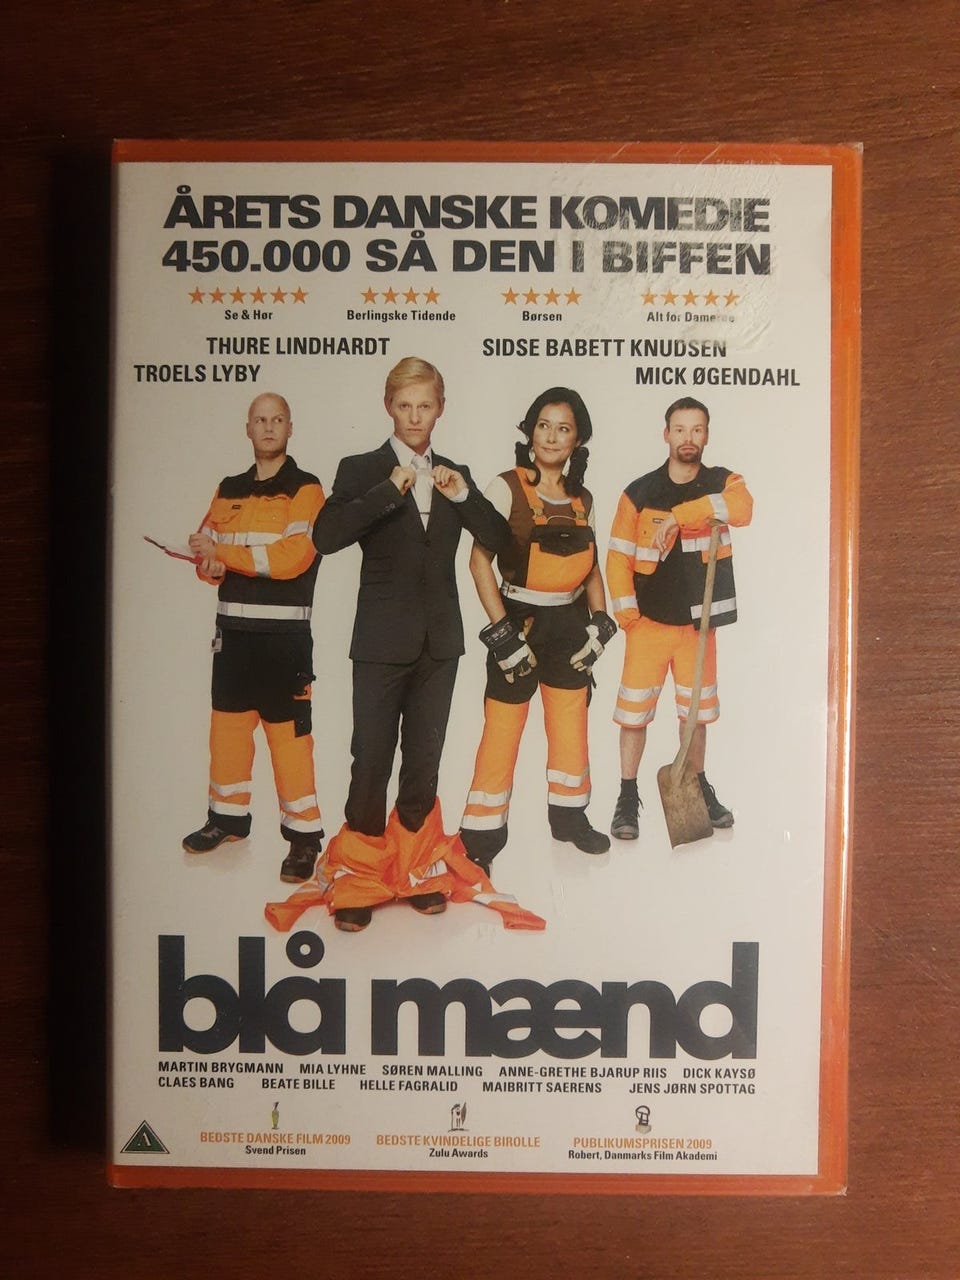 ÅRETS DANSKE KOMEDIE
450.000 SÅ DEN I BIFFEN
Se & Hør
Berlingske Tidende
Børsen
Alt for Damerne
THURE LINDHARDT
SIDSE BABETT KNUDSEN
TROELS LYBY
MICK ØGENDAHL
blå mænd
MARTIN BRYGMANN MIA LYHNE SØREN MALLING ANNE-GRETHE BJARUP RIIS DICK KAYSØ
CLAES BANG BEATE BILLE HELLE FAGRALID MAIBRITT SAERENS JENS JØRN SPOTTAG
A
BEDSTE DANSKE FILM 2009
Svend Prisen
BEDSTE KVINDELIGE BIROLLE
Zulu Awards
PUBLIKUMSPRISEN 2009
Robert, Danmarks Film Akademi